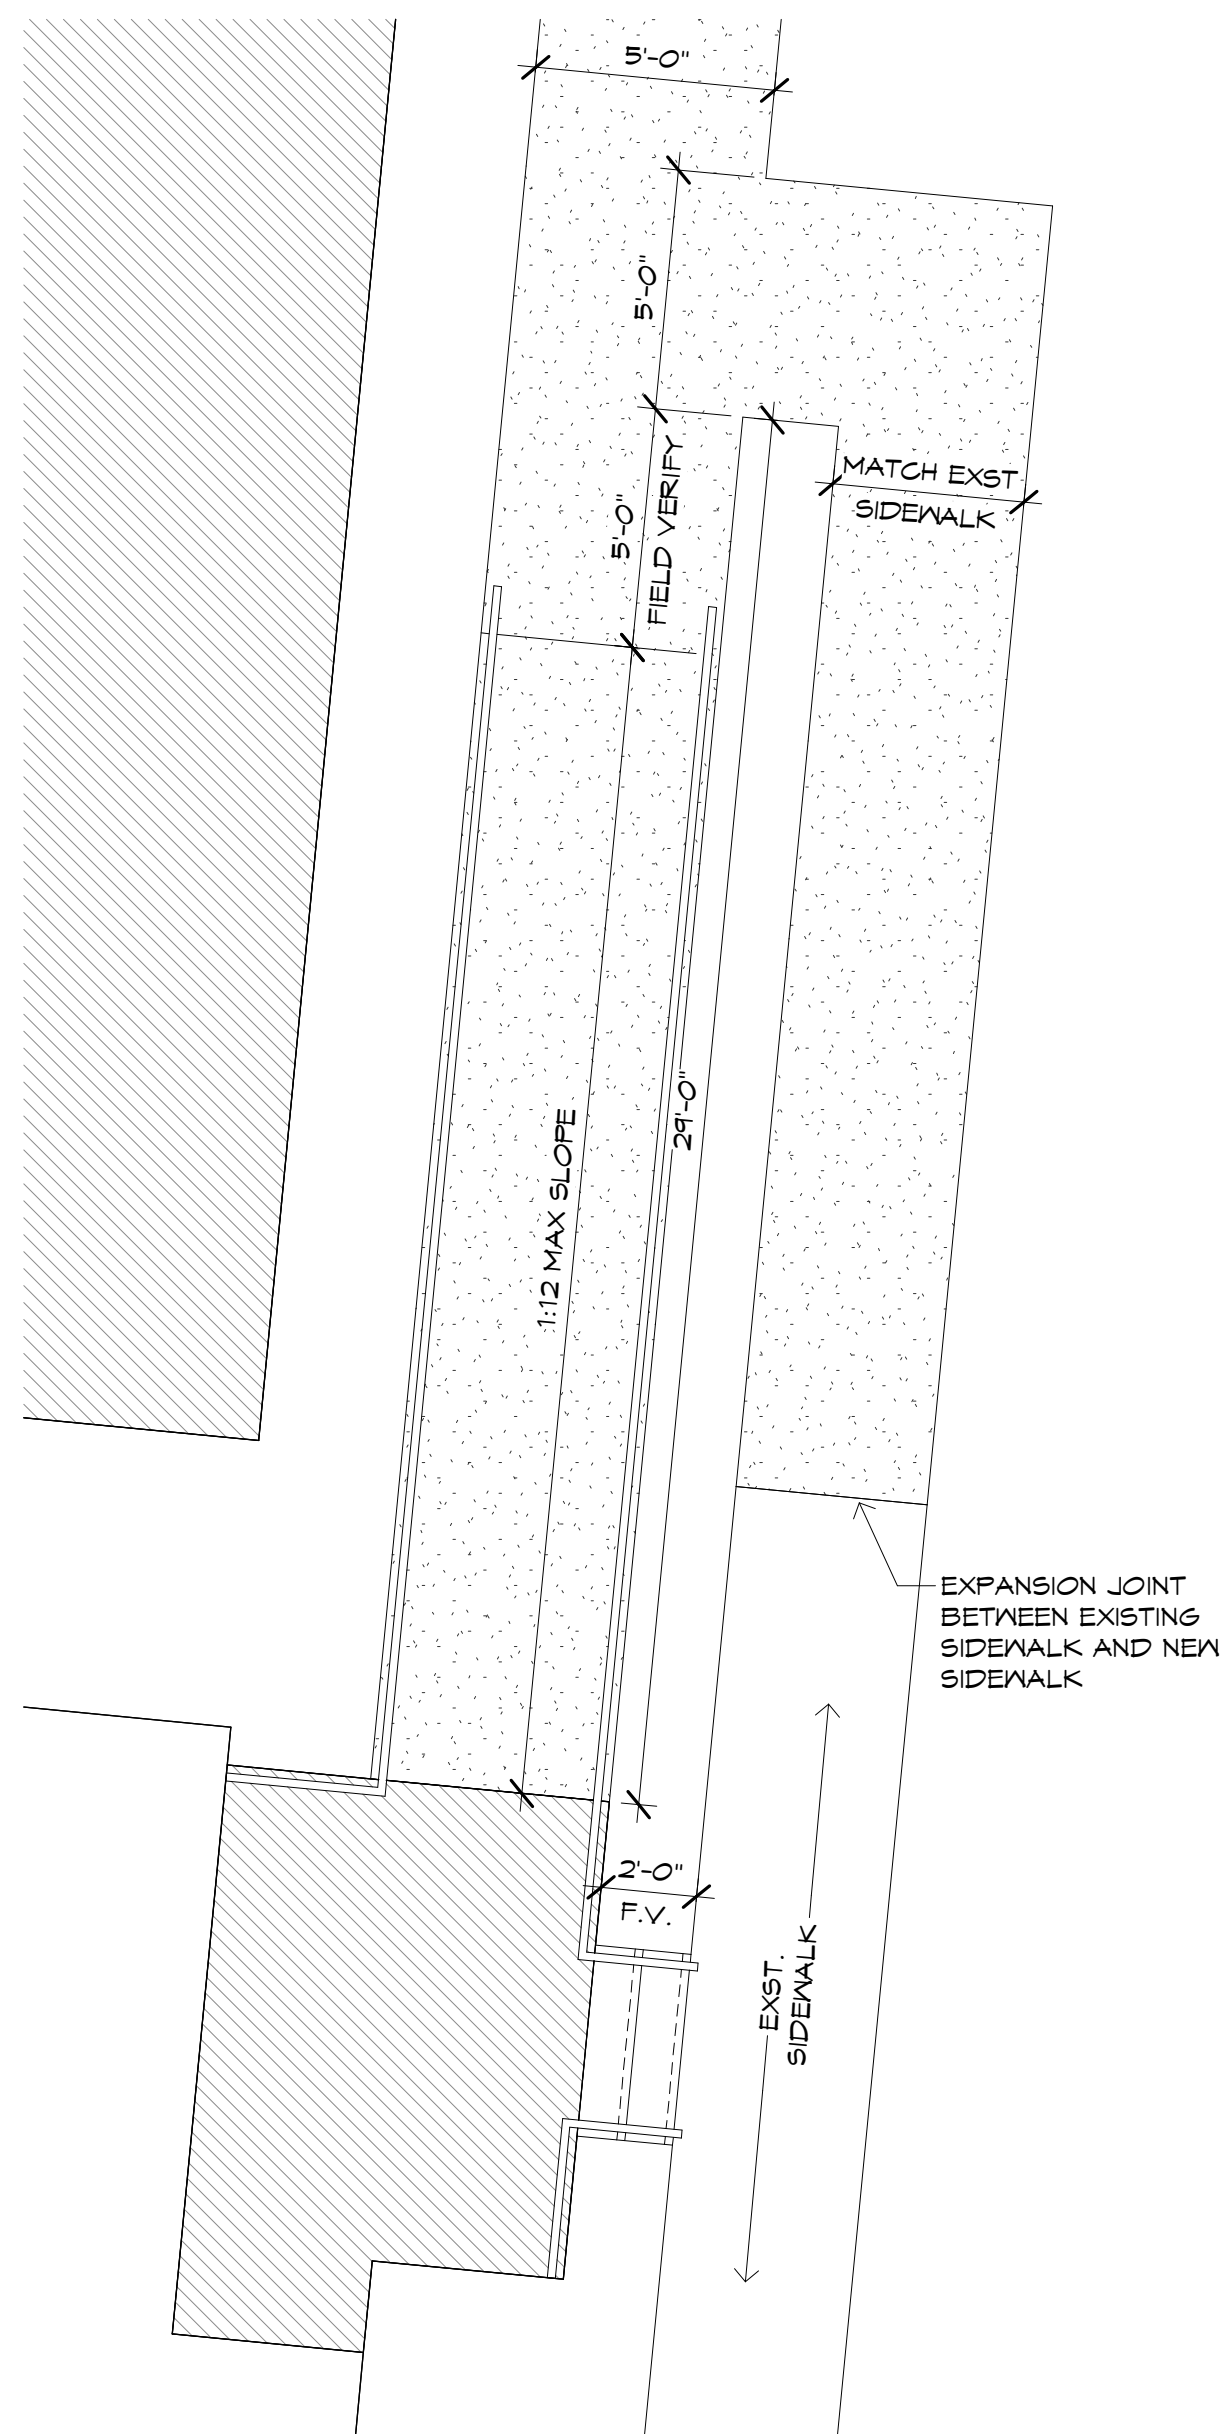 5'-0"
5'-0"
MATCH EXST
SIDEWALK
5'-0"
FIELD VERIFY
29'-0"
1:12 MAX SLOPE
EXPANSION JOINT
BETWEEN EXISTING
SIDEWALK AND NEW
SIDEWALK
2'-0"
F.V.
EXST.
SIDEWALK